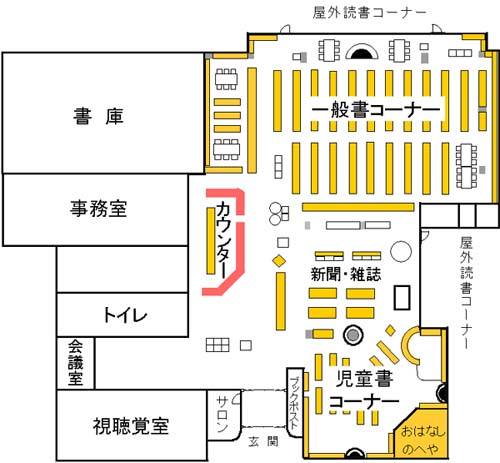 屋外読書コーナー
書 庫
一般書コーナー
事務室
カウンター
屋外読書コーナー
新聞・雑誌
トイレ
会議室
児童書
コーナー
ブックポスト
サロン
視聴覚室
おはなし
のへや
玄 関